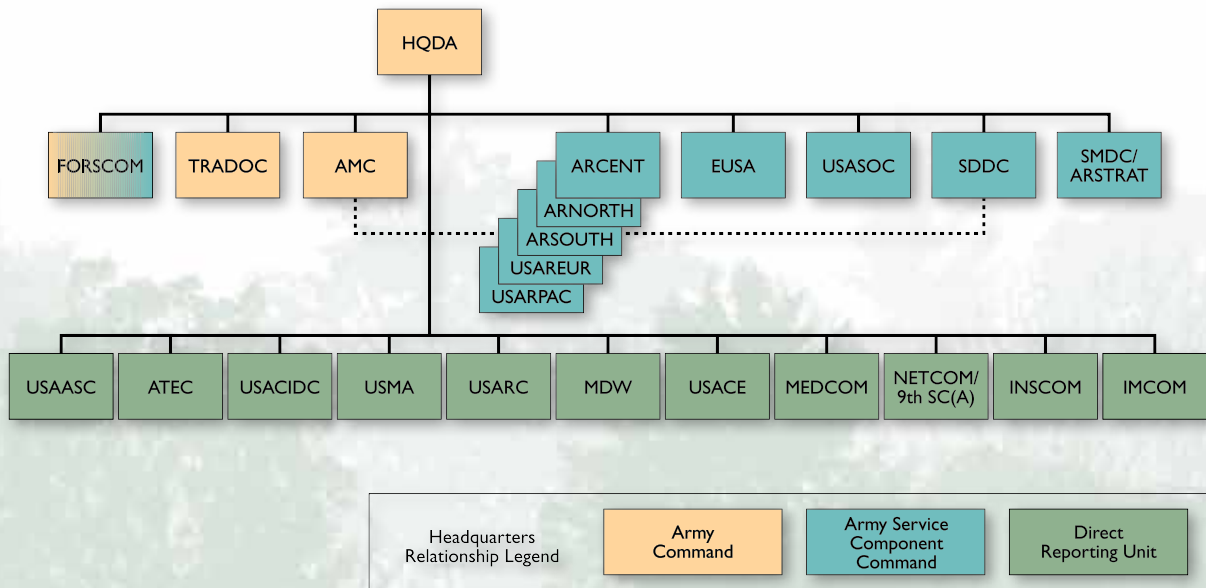 HQDA
FORSCOM
TRADOC
AMC
ARCENT
EUSA
USASOC
SDDC
SMDC/
ARSTRAT
ARNORTH
ARSOUTH
USAREUR
USARPAC
USAASC
ATEC
USACIDC
USMA
USARC
MDW
USACE
MEDCOM
NETCOM/
9th SC(A)
INSCOM
IMCOM
Headquarters
Relationship Legend
Army
Command
Army Service
Component
Command
Direct
Reporting Unit